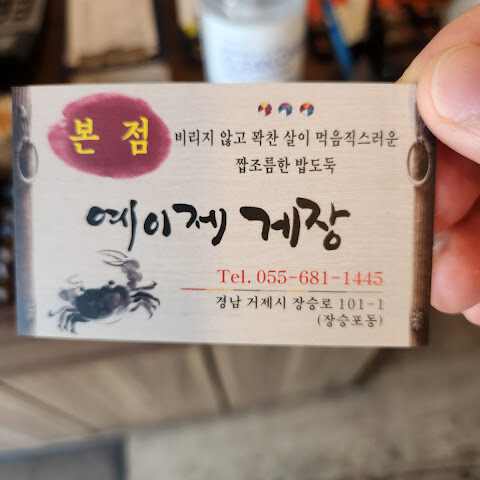 본 점
비리지 않고 꽉찬 살이 먹음직스러운
짭조름한 밥도둑
예이제 게장
Tel. 055-681-1445
경남 거제시 장승로 101-1
(장승포동)